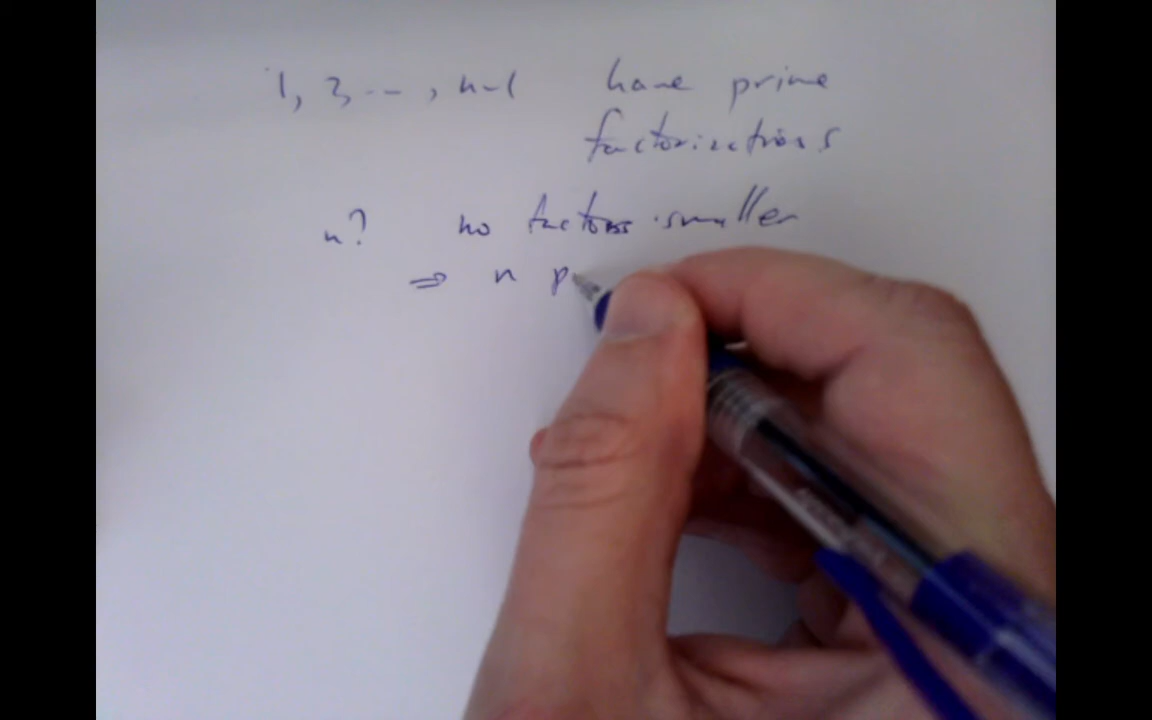 1, 2, ..., n-1 have prime
factorizations
n? no factors smaller
⇒ n p